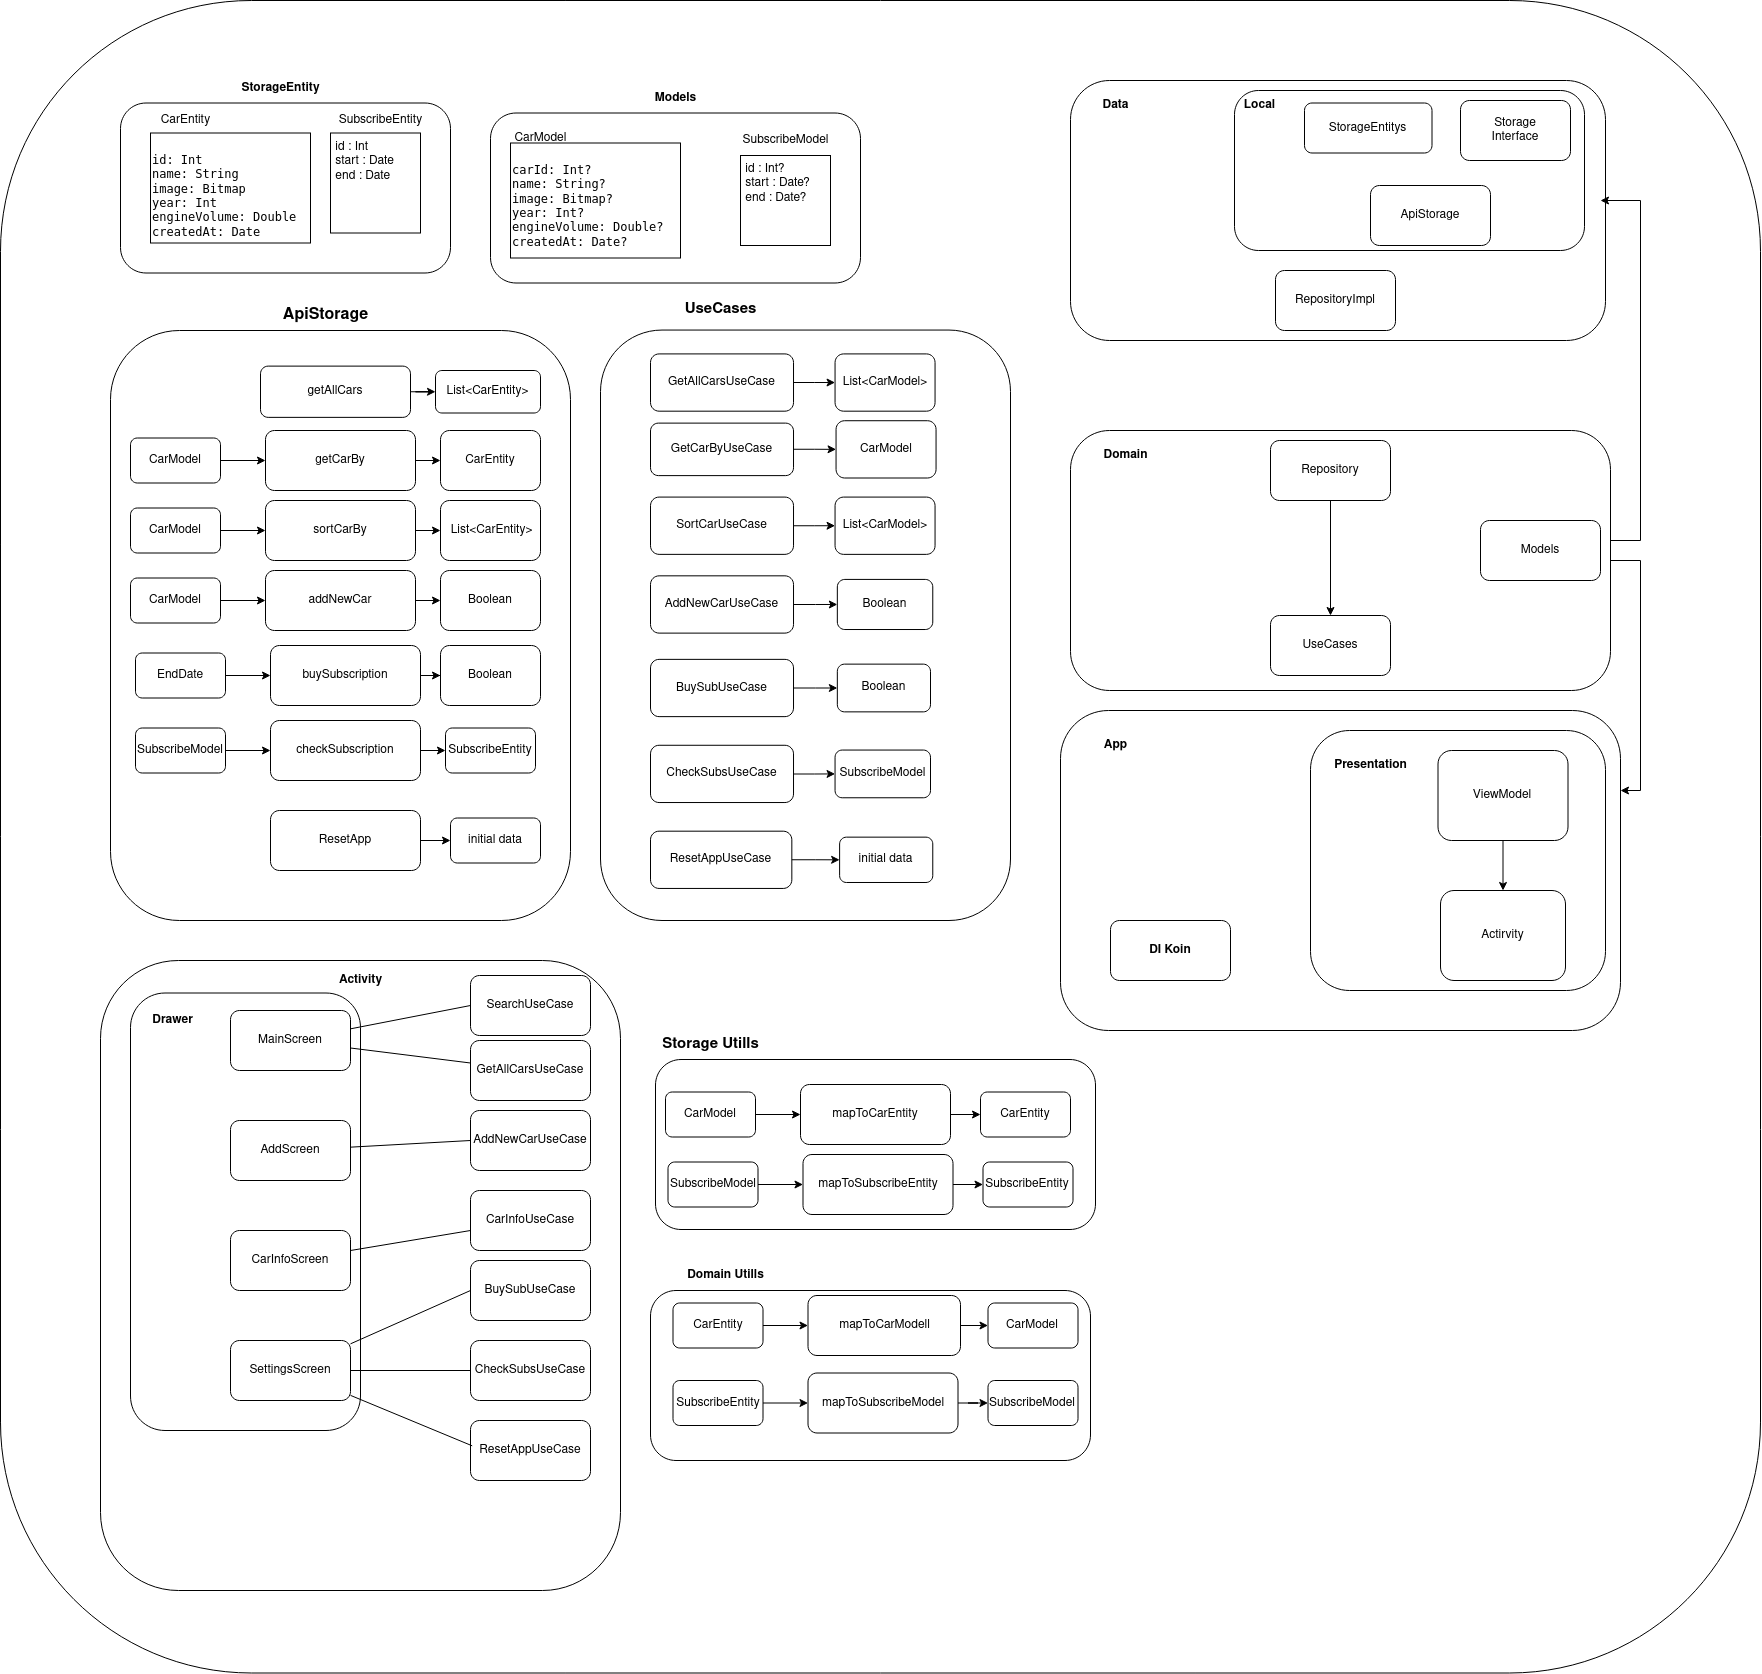 StorageEntity
CarEntity
id: Int
name: String
image: Bitmap
year: Int
engineVolume: Double
createdAt: Date
SubscribeEntity
id : Int
start : Date
end : Date
Models
CarModel
carId: Int?
name: String?
image: Bitmap?
year: Int?
engineVolume: Double?
createdAt: Date?
SubscribeModel
id : Int?
start : Date?
end : Date?
Data
Local
StorageEntitys
Storage
Interface
ApiStorage
RepositoryImpl
ApiStorage
getAllCars
List<CarEntity>
CarModel
getCarBy
CarEntity
CarModel
sortCarBy
List<CarEntity>
CarModel
addNewCar
Boolean
EndDate
buySubscription
Boolean
SubscribeModel
checkSubscription
SubscribeEntity
ResetApp
initial data
UseCases
GetAllCarsUseCase
List<CarModel>
GetCarByUseCase
CarModel
SortCarUseCase
List<CarModel>
AddNewCarUseCase
Boolean
BuySubUseCase
Boolean
CheckSubsUseCase
SubscribeModel
ResetAppUseCase
initial data
Domain
Repository
Models
UseCases
App
Presentation
ViewModel
Actirvity
DI Koin
Activity
Drawer
MainScreen
SearchUseCase
GetAllCarsUseCase
AddScreen
AddNewCarUseCase
CarInfoScreen
CarInfoUseCase
SettingsScreen
BuySubUseCase
CheckSubsUseCase
ResetAppUseCase
Storage Utills
CarModel
mapToCarEntity
CarEntity
SubscribeModel
mapToSubscribeEntity
SubscribeEntity
Domain Utills
CarEntity
mapToCarModell
CarModel
SubscribeEntity
mapToSubscribeModel
SubscribeModel